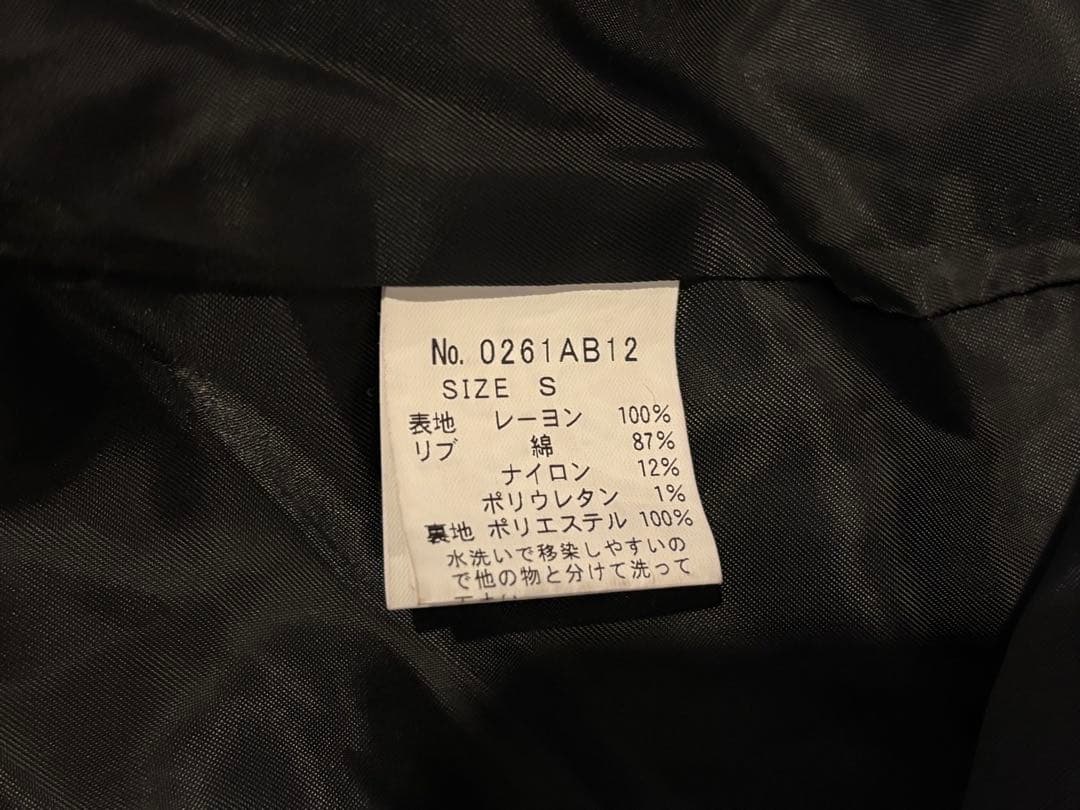 No. 0261AB12
SIZE S
表地 レーヨン 100%
リブ 綿 87%
ナイロン 12%
ポリウレタン 1%
裏地 ポリエステル 100%
水洗いで移染しやすいの
で他の物と分けて洗って